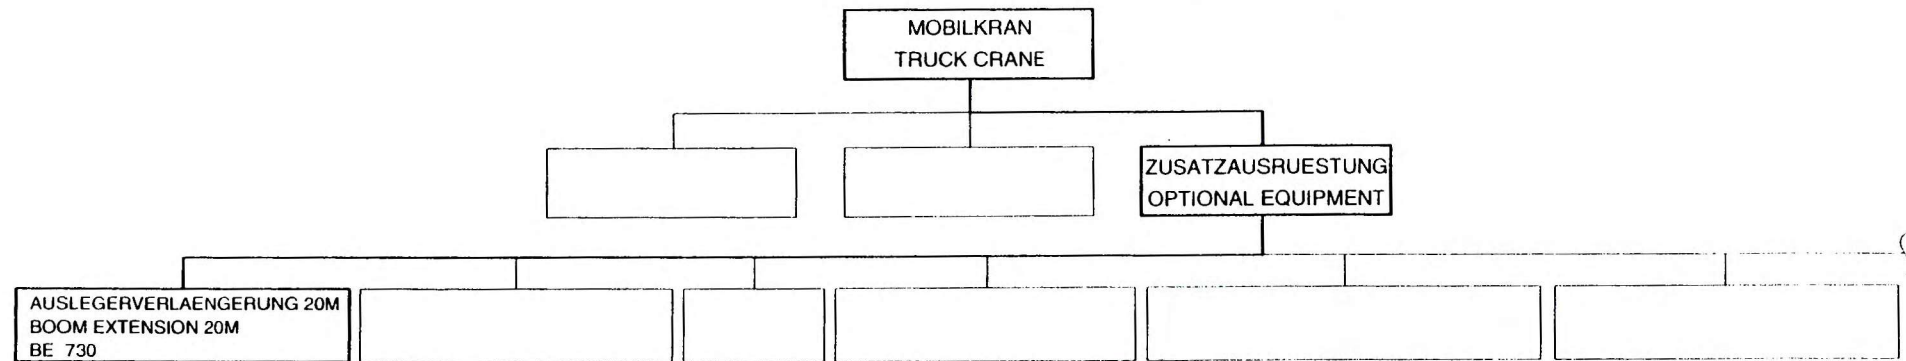 MOBILKRAN
TRUCK CRANE
ZUSATZAUSRUESTUNG
OPTIONAL EQUIPMENT
AUSLEGERVERLAENGERUNG 20M
BOOM EXTENSION 20M
BE 730